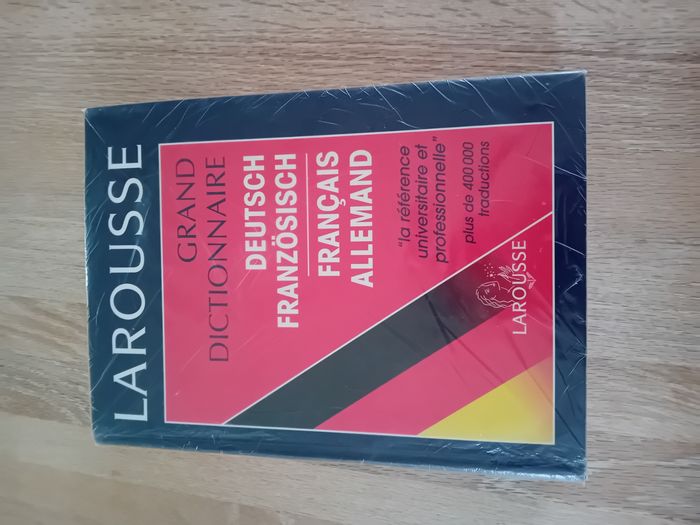 LAROUSSE
GRAND
DICTIONNAIRE
DEUTSCH
FRANZÖSISCH
FRANÇAIS
ALLEMAND
"la référence
universitaire et
professionnelle"
plus de 400 000
traductions
LAROUSSE